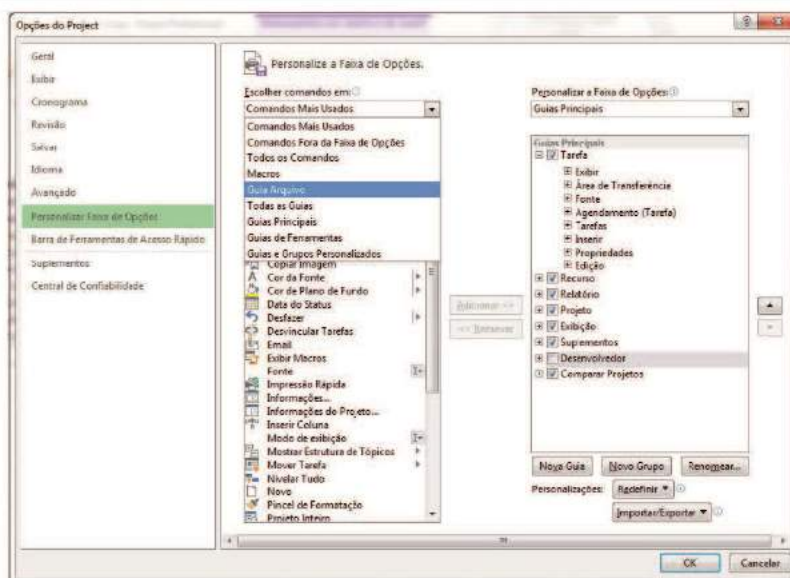 Opções do Project
Geral
Exibir
Cronograma
Revisão
Salvar
Idioma
Avançado
Personalizar Faixa de Opções
Barra de Ferramentas de Acesso Rápido
Suplementos
Central de Confiabilidade
Personalize a Faixa de Opções.
Escolher comandos em:
Comandos Mais Usados
Comandos Mais Usados
Comandos Fora da Faixa de Opções
Todos os Comandos
Macros
Guia Arquivo
Todas as Guias
Guias Principais
Guias de Ferramentas
Guias e Grupos Personalizados
Copiar Imagem
Cor da Fonte
Cor de Plano de Fundo
Data do Status
Desfazer
Desvincular Tarefas
Email
Exibir Macros
Fonte
Impressão Rápida
Informações...
Informações do Projeto...
Inserir Coluna
Modo de exibição
Mostrar Estrutura de Tópicos
Mover Tarefa
Nivelar Tudo
Novo
Pincel de Formatação
Projeto Inteiro
Adicionar >>
<< Remover
Personalizar a Faixa de Opções:
Guias Principais
Guias Principais
Tarefa
Exibir
Área de Transferência
Fonte
Agendamento (Tarefa)
Tarefas
Inserir
Propriedades
Edição
Recurso
Relatório
Projeto
Exibição
Suplementos
Desenvolvedor
Comparar Projetos
Nova Guia
Novo Grupo
Renomear...
Personalizações:
Redefinir
Importar/Exportar
OK
Cancelar